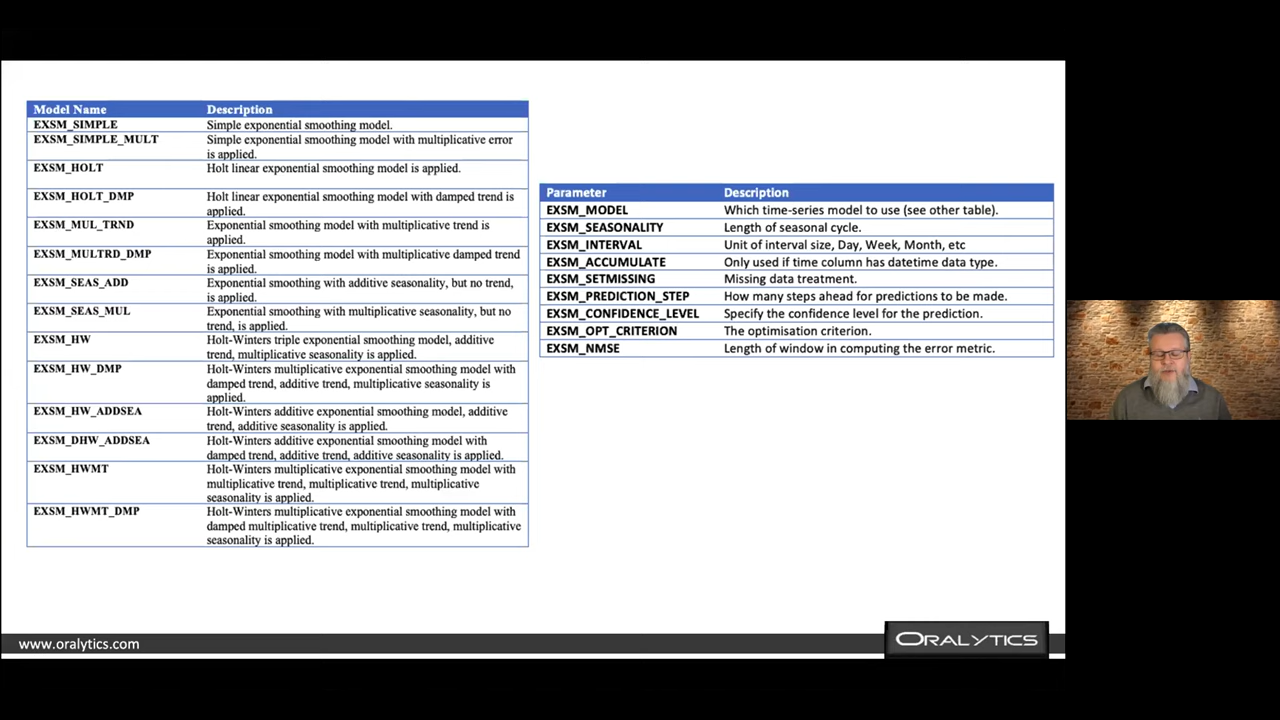 Model Name Description
EXSM_SIMPLE Simple exponential smoothing model.
EXSM_SIMPLE_MULT Simple exponential smoothing model with multiplicative error
is applied.
EXSM_HOLT Holt linear exponential smoothing model is applied.
EXSM_HOLT_DMP Holt linear exponential smoothing model with damped trend is
applied.
EXSM_MUL_TRND Exponential smoothing model with multiplicative trend is
applied.
EXSM_MULTRD_DMP Exponential smoothing model with multiplicative damped trend
is applied.
EXSM_SEAS_ADD Exponential smoothing with additive seasonality, but no trend,
is applied.
EXSM_SEAS_MUL Exponential smoothing with multiplicative seasonality, but no
trend, is applied.
EXSM_HW Holt-Winters triple exponential smoothing model, additive
trend, multiplicative seasonality is applied.
EXSM_HW_DMP Holt-Winters multiplicative exponential smoothing model with
damped trend, additive trend, multiplicative seasonality is
applied.
EXSM_HW_ADDSEA Holt-Winters additive exponential smoothing model, additive
trend, additive seasonality is applied.
EXSM_DHW_ADDSEA Holt-Winters additive exponential smoothing model with
damped trend, additive trend, additive seasonality is applied.
EXSM_HWMT Holt-Winters multiplicative exponential smoothing model with
multiplicative trend, multiplicative trend, multiplicative
seasonality is applied.
EXSM_HWMT_DMP Holt-Winters multiplicative exponential smoothing model with
damped multiplicative trend, multiplicative trend, multiplicative
seasonality is applied.
Parameter Description
EXSM_MODEL Which time-series model to use (see other table).
EXSM_SEASONALITY Length of seasonal cycle.
EXSM_INTERVAL Unit of interval size, Day, Week, Month, etc
EXSM_ACCUMULATE Only used if time column has datetime data type.
EXSM_SETMISSING Missing data treatment.
EXSM_PREDICTION_STEP How many steps ahead for predictions to be made.
EXSM_CONFIDENCE_LEVEL Specify the confidence level for the prediction.
EXSM_OPT_CRITERION The optimisation criterion.
EXSM_NMSE Length of window in computing the error metric.
www.oralytics.com
ORALYTICS